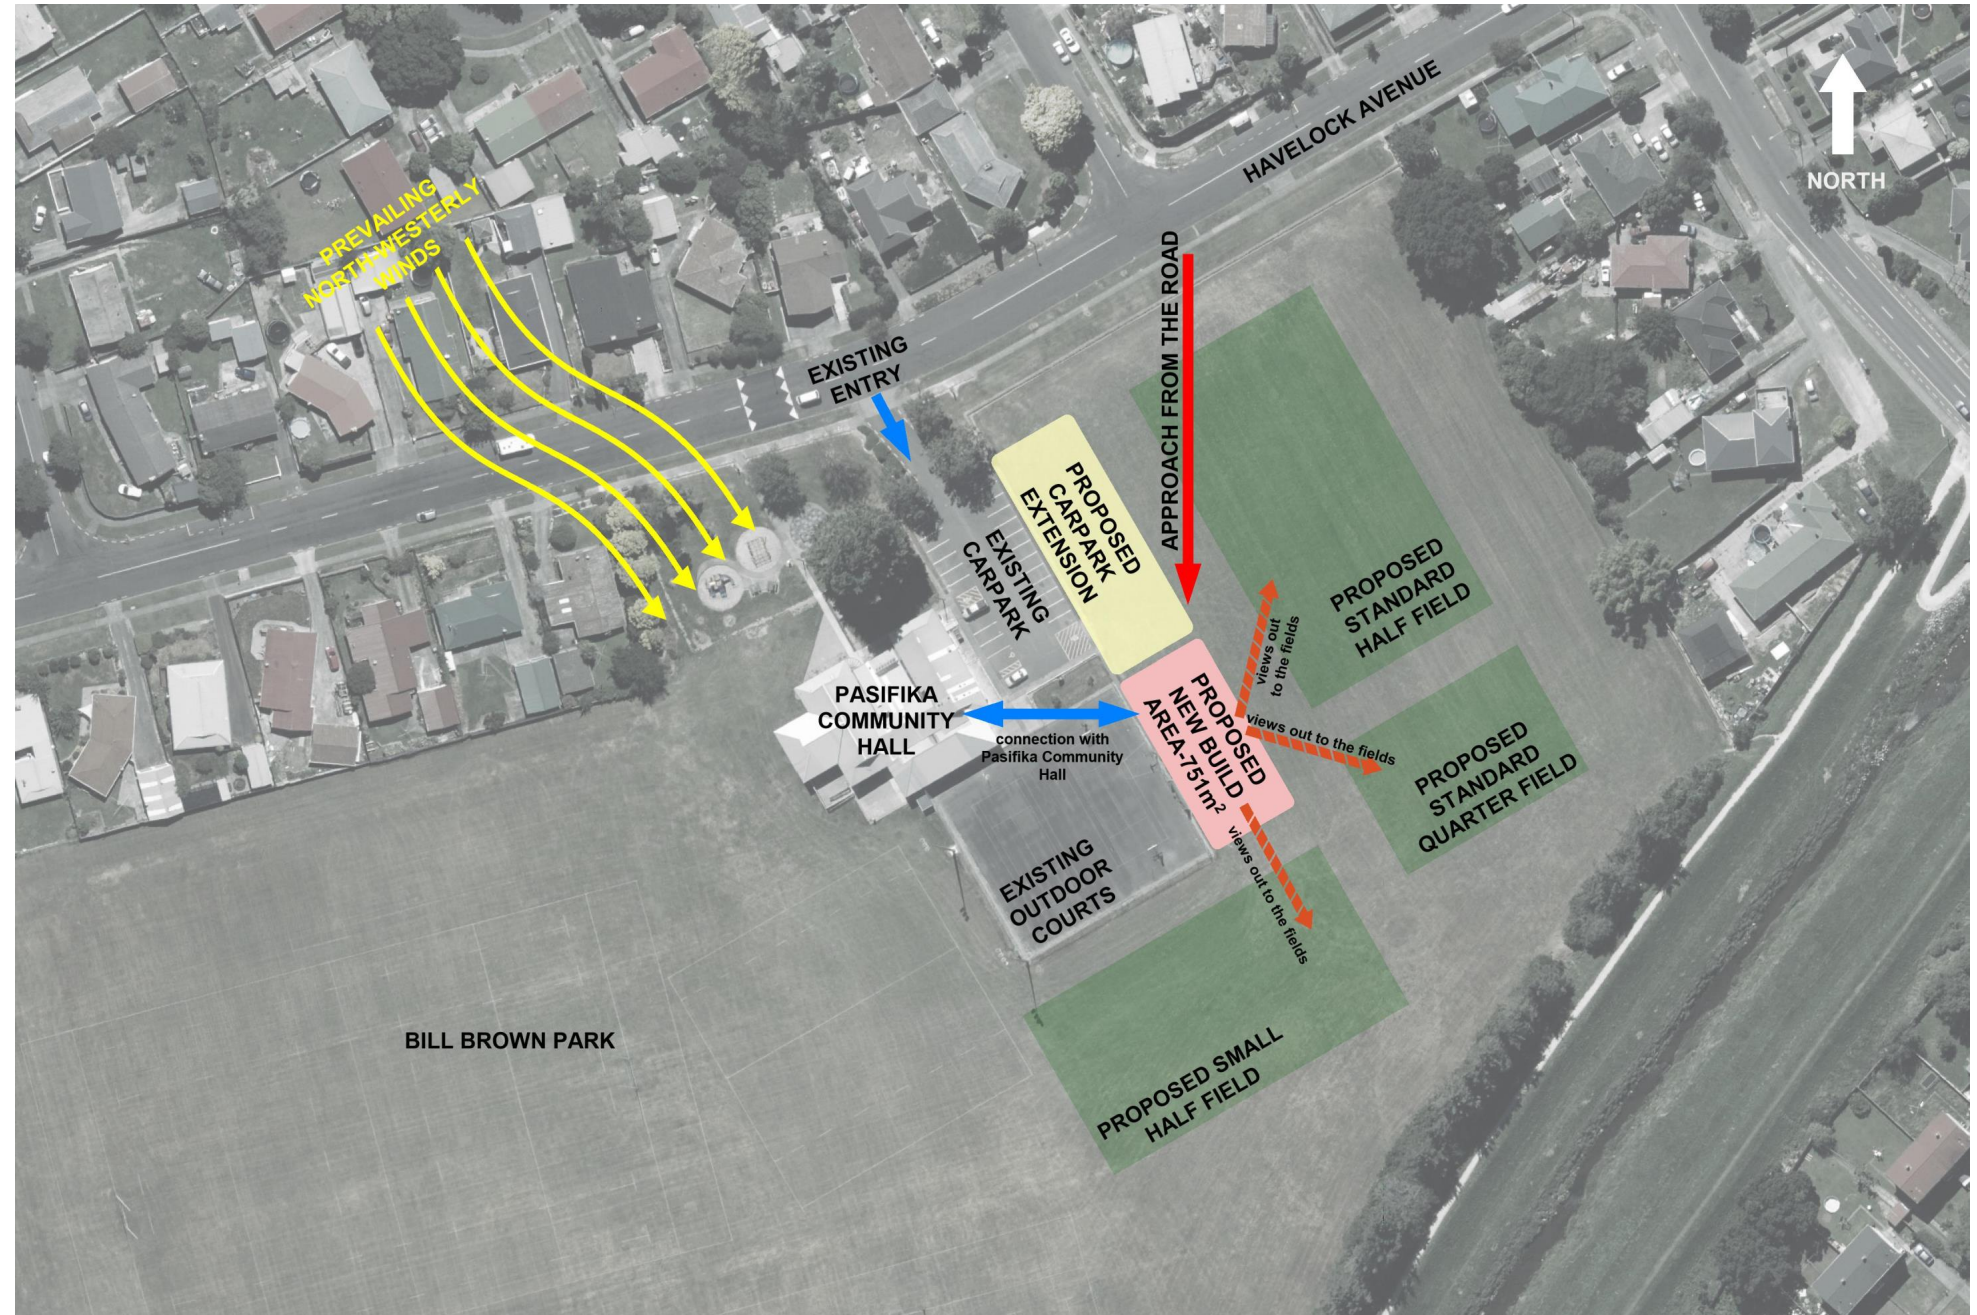 HAVELOCK AVENUE
NORTH
PREVAILING
NORTH-WESTERLY
WINDS
EXISTING
ENTRY
APPROACH FROM THE ROAD
PROPOSED
CARPARK
EXTENSION
EXISTING
CARPARK
PROPOSED
STANDARD
HALF FIELD
views out
to the fields
PASIFIKA
COMMUNITY
HALL
connection with
Pasifika Community
Hall
PROPOSED
NEW BUILD
AREA-751m²
views out to the fields
PROPOSED
STANDARD
QUARTER FIELD
views out to the fields
EXISTING
OUTDOOR
COURTS
BILL BROWN PARK
PROPOSED SMALL
HALF FIELD